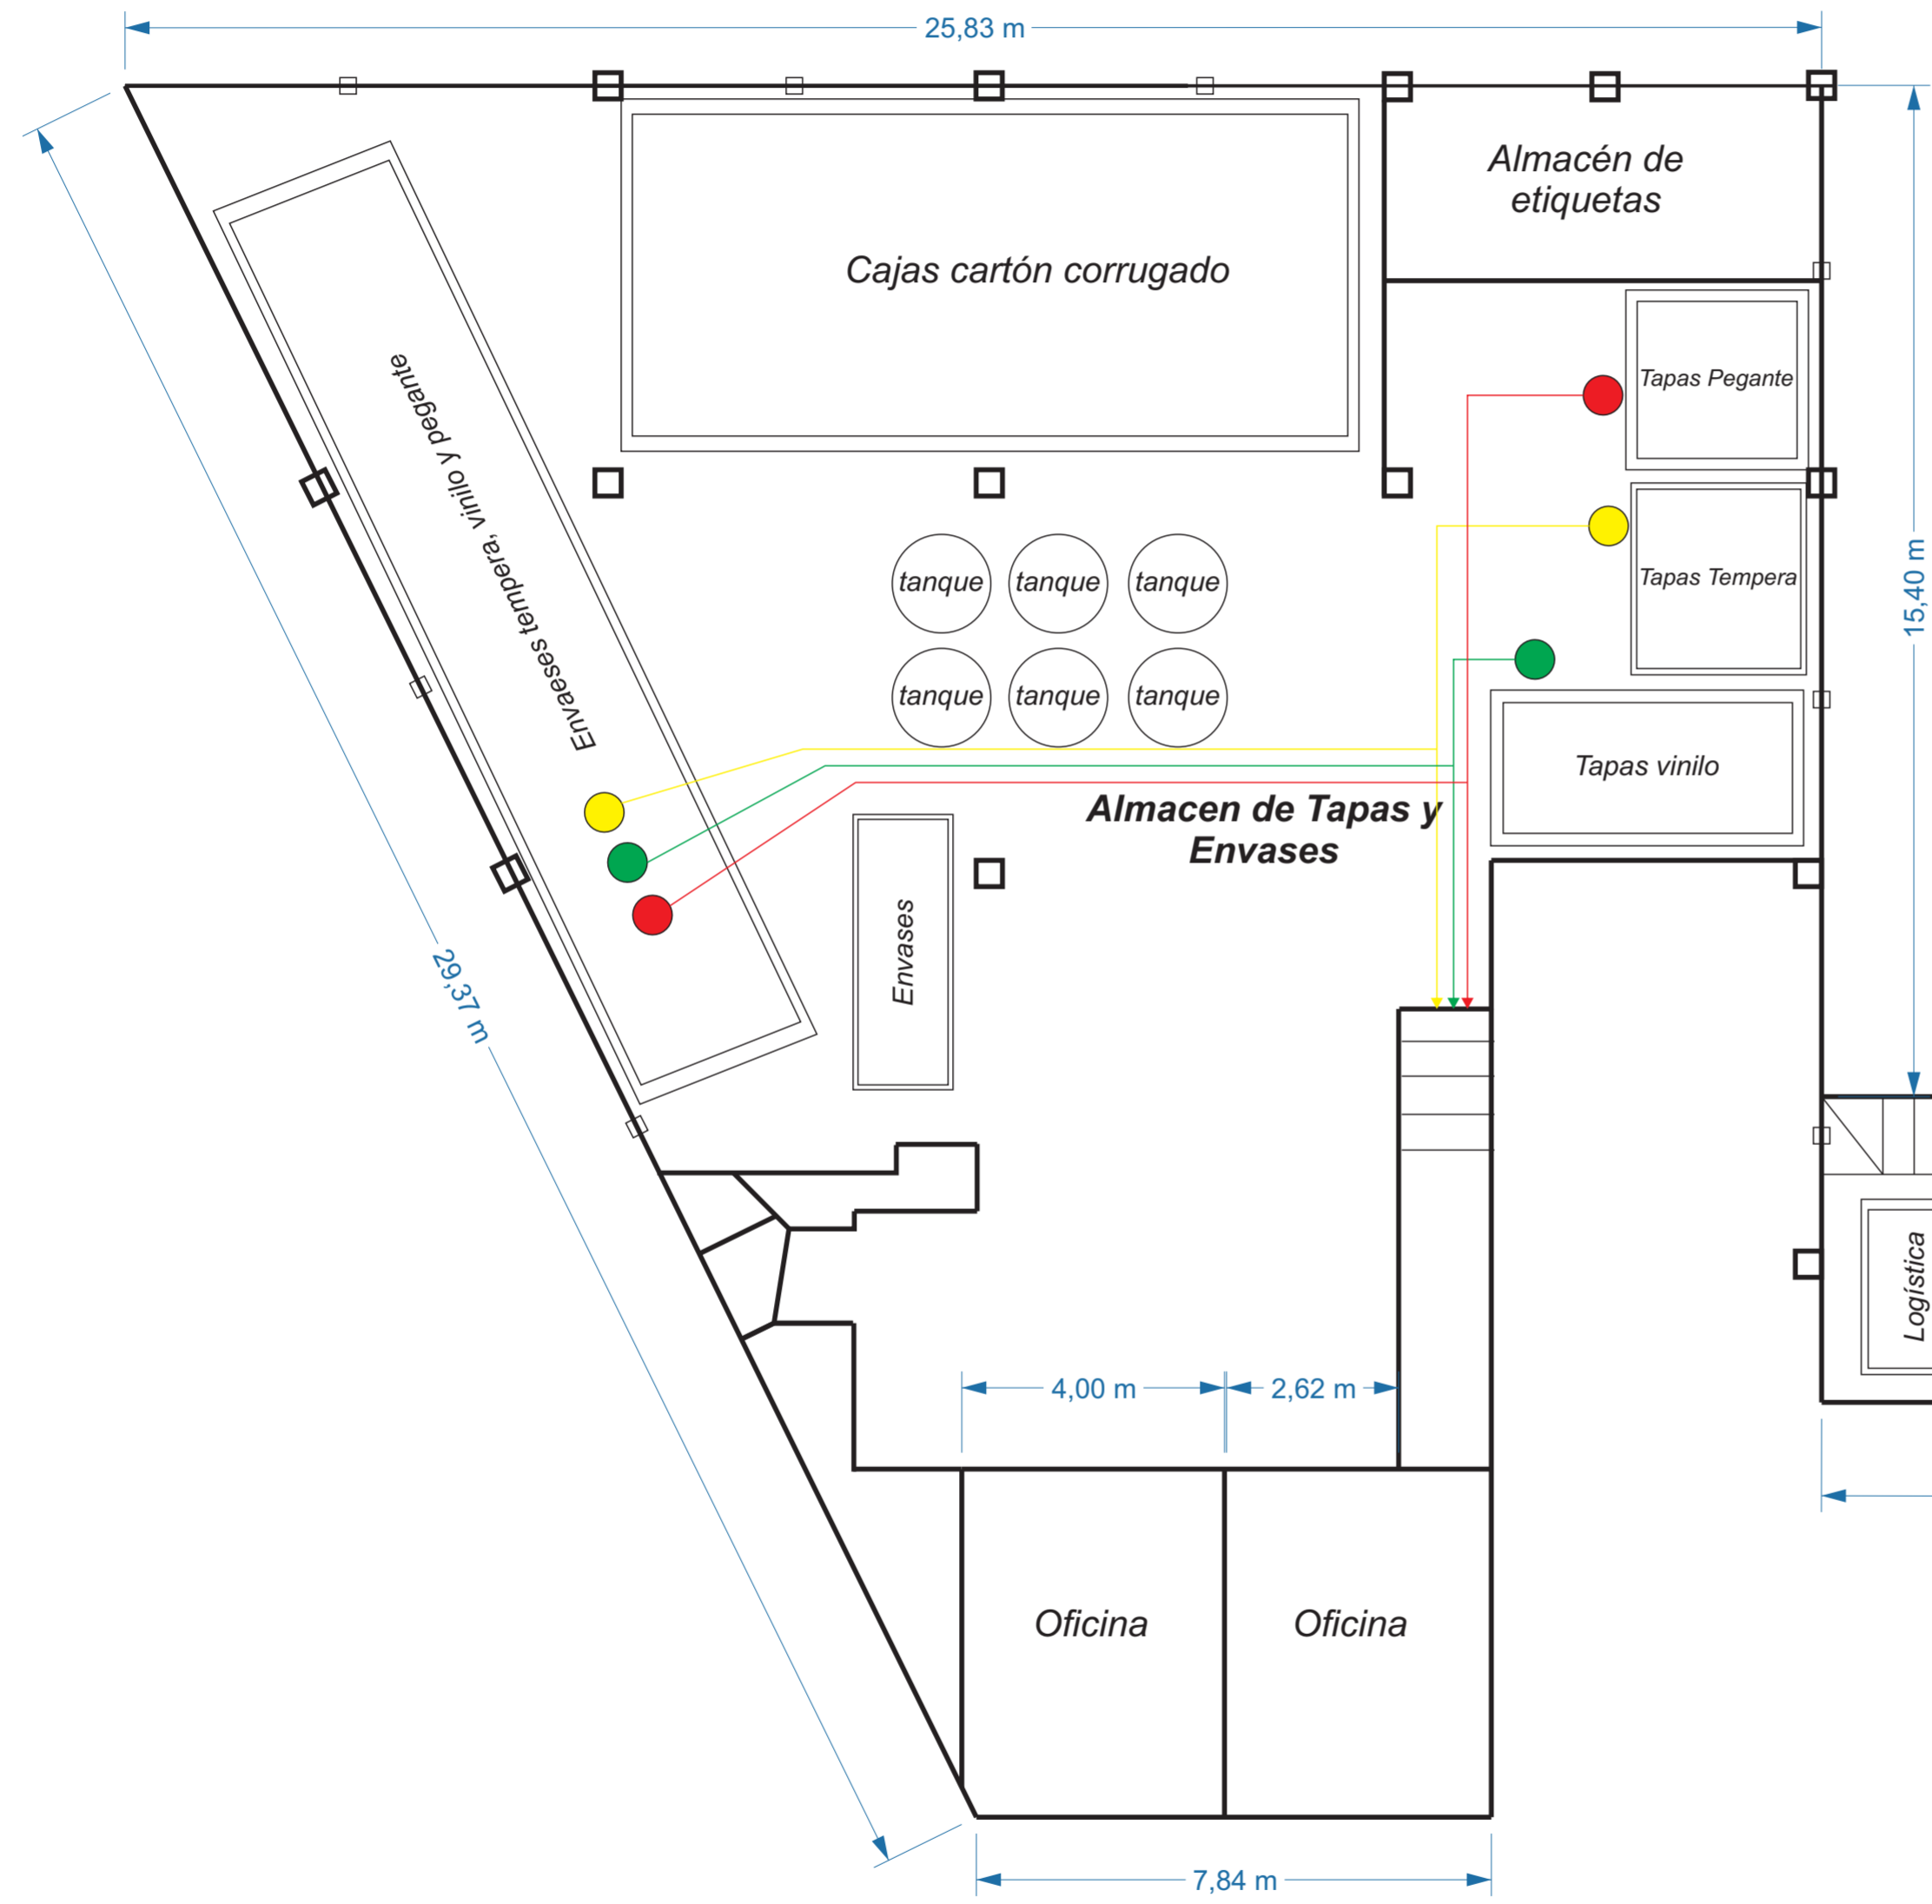 25,83 m
Almacén de
etiquetas
Cajas cartón corrugado
Tapas Pegante
Envaeses tempera, vinilo y pegante
15,40 m
tanque
tanque
tanque
Tapas Tempera
tanque
tanque
tanque
Tapas vinilo
Almacen de Tapas y
Envases
Envases
29,37 m
Logística
4,00 m
2,62 m
Oficina
Oficina
7,84 m